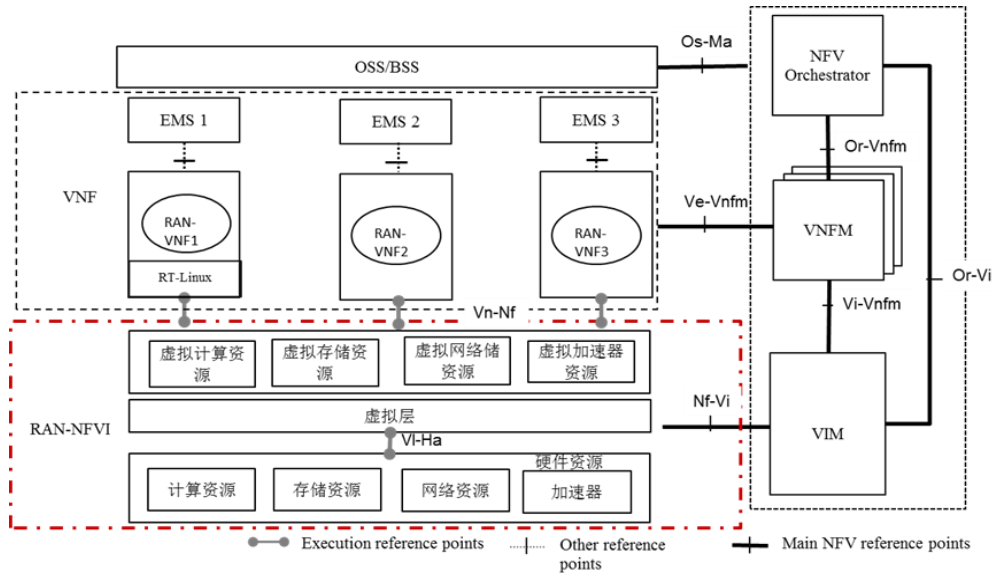 Os-Ma
OSS/BSS
NFV
Orchestrator
EMS 1
EMS 2
EMS 3
Or-Vnfm
VNF
RAN-
VNF1
RAN-
VNF2
RAN-
VNF3
RT-Linux
Ve-Vnfm
VNFM
Or-Vi
Vn-Nf
Vi-Vnfm
虚拟计算资
源
虚拟存储资
源
虚拟网络储
资源
虚拟加速器
资源
RAN-NFVI
虚拟层
Nf-Vi
VIM
Vl-Ha
硬件资源
计算资源
存储资源
网络资源
加速器
Execution reference points
Other reference
points
Main NFV reference points